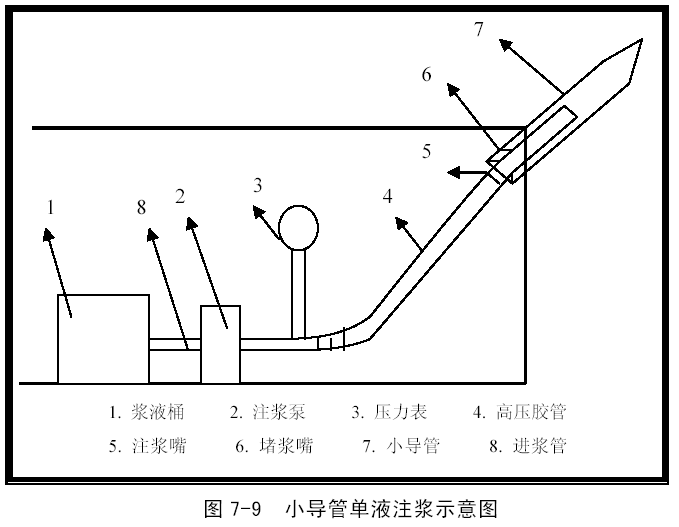 7
6
5
1 8 2 3 4
1. 浆液桶 2. 注浆泵 3. 压力表 4. 高压胶管
5. 注浆嘴 6. 堵浆嘴 7. 小导管 8. 进浆管
图 7-9 小导管单液注浆示意图